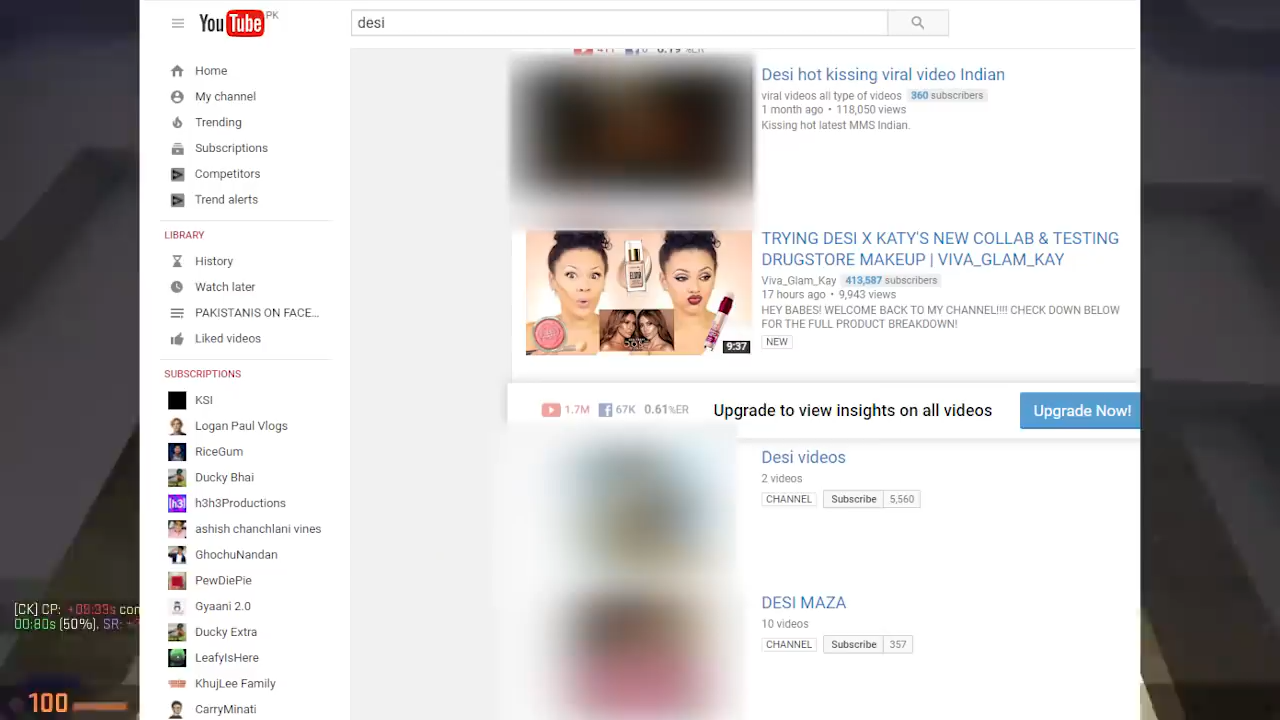 YouTube PK
desi
Home
My channel
Trending
Subscriptions
Competitors
Trend alerts
LIBRARY
History
Watch later
PAKISTANIS ON FACE...
Liked videos
SUBSCRIPTIONS
KSI
Logan Paul Vlogs
RiceGum
Ducky Bhai
h3h3Productions
ashish chanchlani vines
GhochuNandan
PewDiePie
Gyaani 2.0
Ducky Extra
LeafyIsHere
KhujLee Family
CarryMinati
Desi hot kissing viral video Indian
viral videos all type of videos 360 subscribers
1 month ago • 118,050 views
Kissing hot latest MMS Indian.
TRYING DESI X KATY'S NEW COLLAB & TESTING
DRUGSTORE MAKEUP | VIVA_GLAM_KAY
Viva_Glam_Kay 413,587 subscribers
17 hours ago • 9,943 views
HEY BABES! WELCOME BACK TO MY CHANNEL!!!! CHECK DOWN BELOW
FOR THE FULL PRODUCT BREAKDOWN!
NEW
9:37
1.7M 67K 0.61%ER Upgrade to view insights on all videos Upgrade Now!
Desi videos
2 videos
CHANNEL Subscribe 5,560
DESI MAZA
10 videos
CHANNEL Subscribe 357
[CK] CP:
00:80s (50%), SR:
100